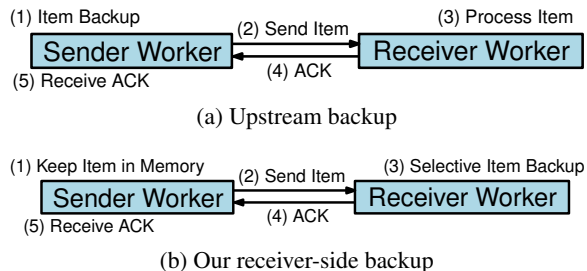 (1) Item Backup
(2) Send Item
(3) Process Item
Sender Worker
Receiver Worker
(4) ACK
(5) Receive ACK
(a) Upstream backup
(1) Keep Item in Memory
(2) Send Item
(3) Selective Item Backup
Sender Worker
Receiver Worker
(4) ACK
(5) Receive ACK
(b) Our receiver-side backup